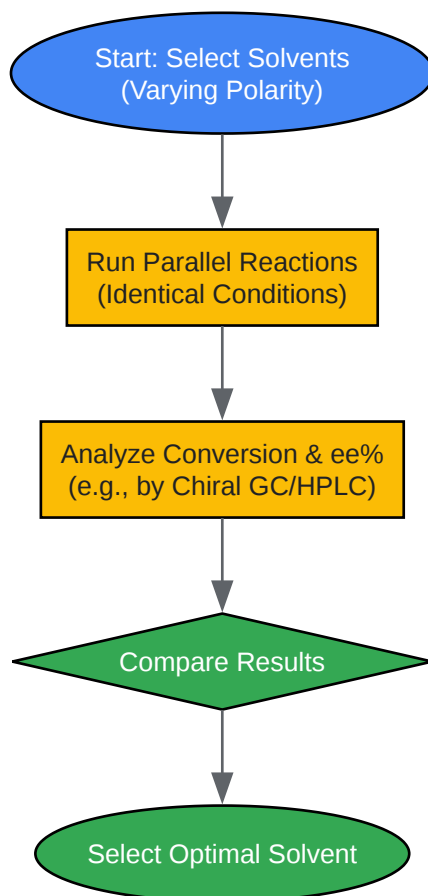 Start: Select Solvents
(Varying Polarity)
Run Parallel Reactions
(Identical Conditions)
Analyze Conversion & ee%
(e.g., by Chiral GC/HPLC)
Compare Results
Select Optimal Solvent